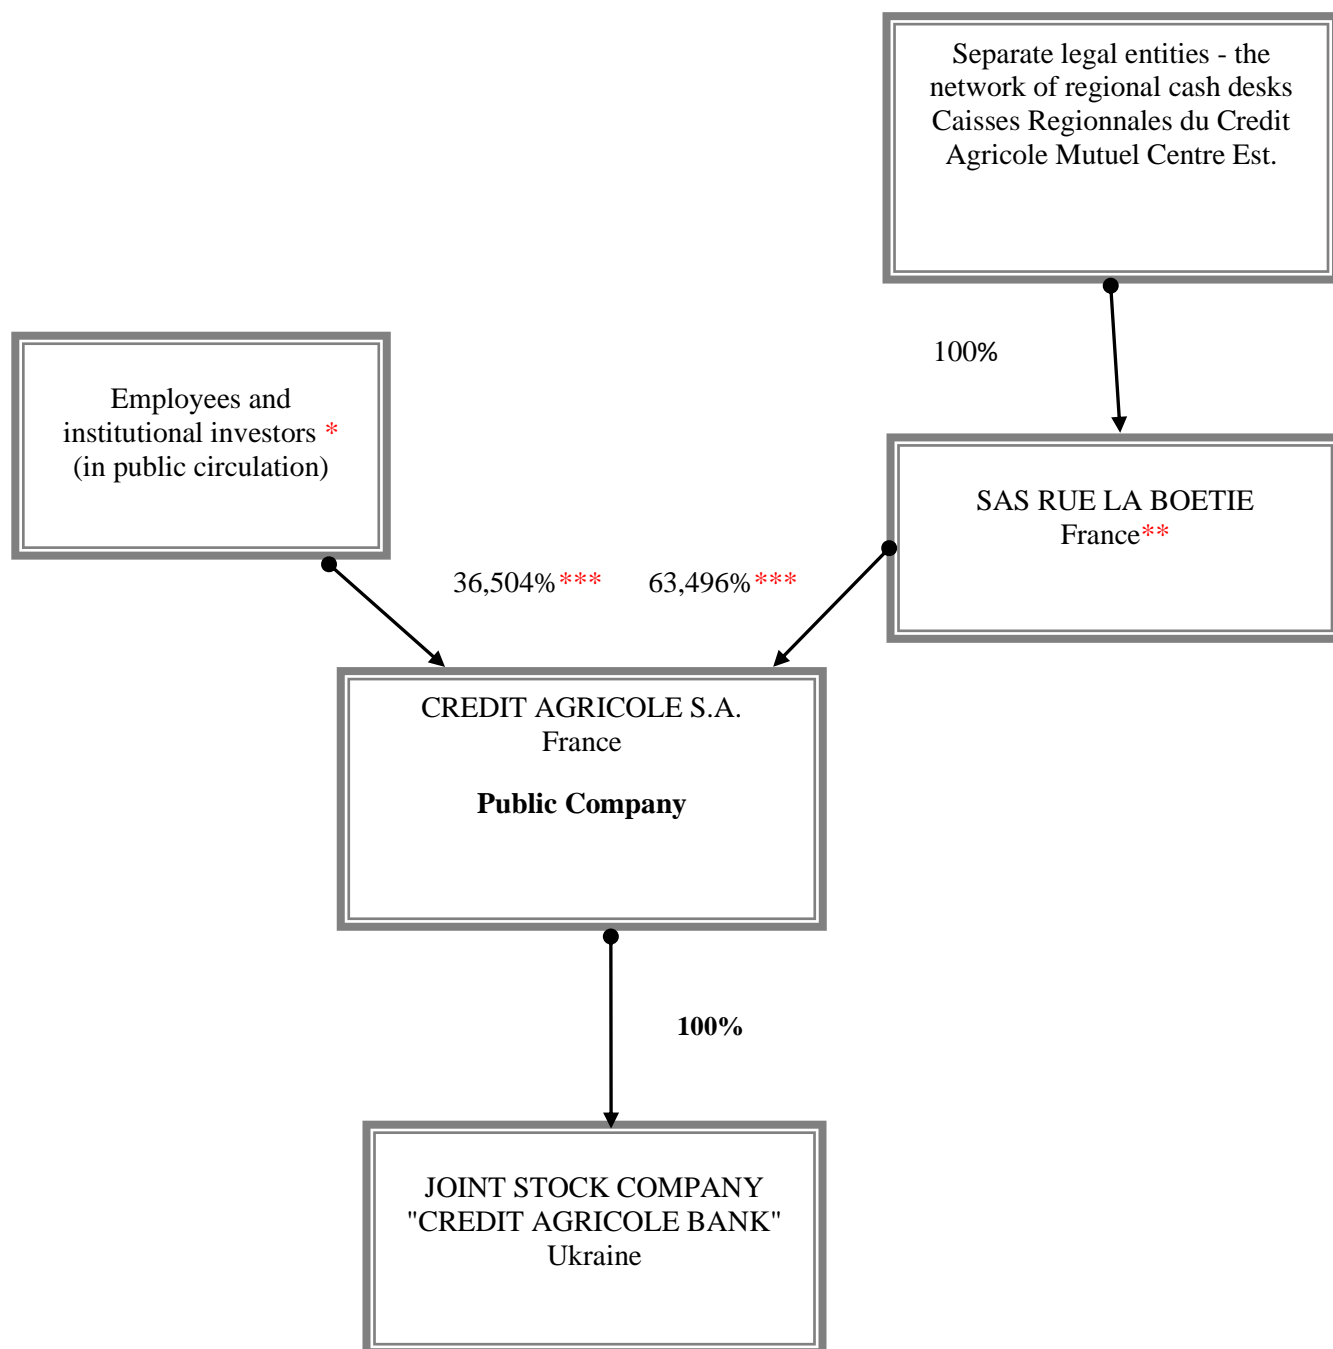 Separate legal entities - the
network of regional cash desks
Caisses Regionnales du Credit
Agricole Mutuel Centre Est.
100%
Employees and
institutional investors *
(in public circulation)
SAS RUE LA BOETIE
France**
36,504%*** 63,496%***
CREDIT AGRICOLE S.A.
France
Public Company
100%
JOINT STOCK COMPANY
"CREDIT AGRICOLE BANK"
Ukraine